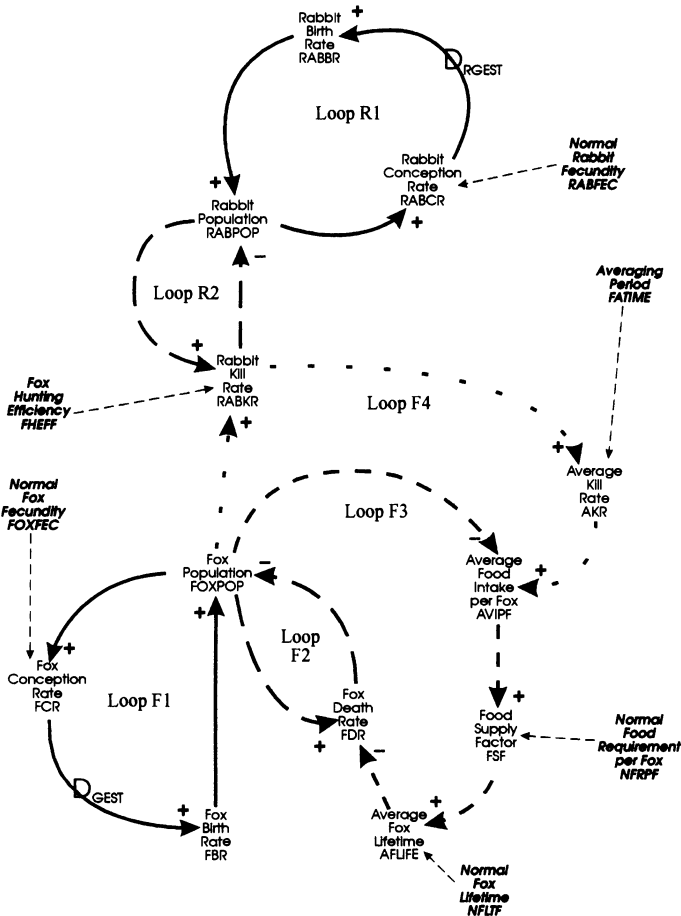 Rabbit
Birth
Rate
RABBR
+
D RGEST
Loop R1
Rabbit
Conception
Rate
RABCR
+
Normal
Rabbit
Fecundity
RABFEC
+
Rabbit
Population
RABPOP
−
Loop R2
Averaging
Period
FATIME
+
Rabbit
Kill
Rate
RABKR
+
Fox
Hunting
Efficiency
FHEFF
Loop F4
+
Average
Kill
Rate
AKR
Normal
Fox
Fecundity
FOXFEC
Loop F3
−
+
Average
Food
Intake
per Fox
AVIPF
Fox
Population
FOXPOP
−
+
Loop
F2
+
Fox
Conception
Rate
FCR
Loop F1
Fox
Death
Rate
FDR
+
−
+
Food
Supply
Factor
FSF
Normal
Food
Requirement
per Fox
NFRPF
D GEST
+
Fox
Birth
Rate
FBR
+
Average
Fox
Lifetime
AFLIFE
Normal
Fox
Lifetime
NFLTF